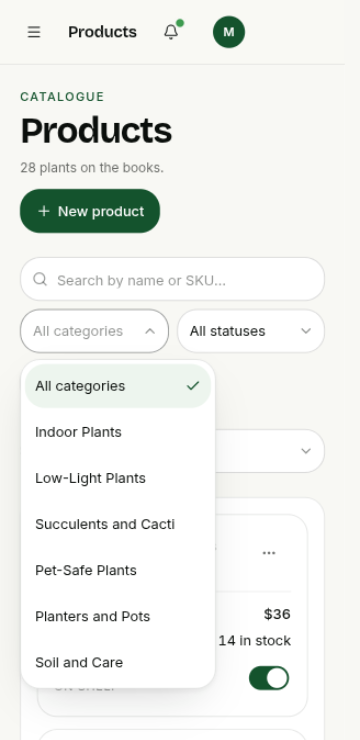 Products
M
CATALOGUE
Products
28 plants on the books.
New product
Search by name or SKU...
All categories
All statuses
All categories
Indoor Plants
Low-Light Plants
Succulents and Cacti
Pet-Safe Plants
Planters and Pots
Soil and Care
$36
14 in stock